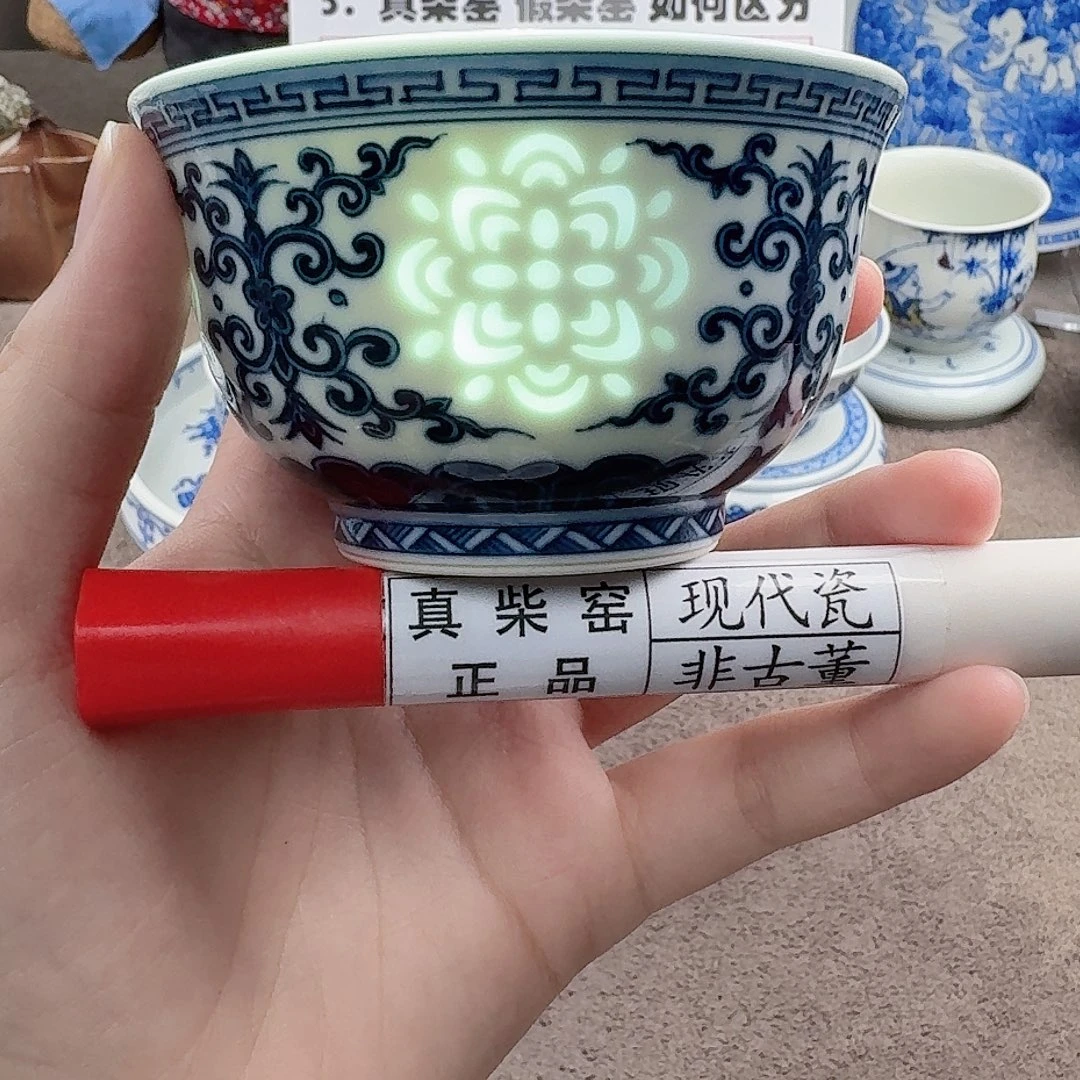 5. 真柴窑 假柴窑 如何区分
真柴窑
正品
现代瓷
非古董